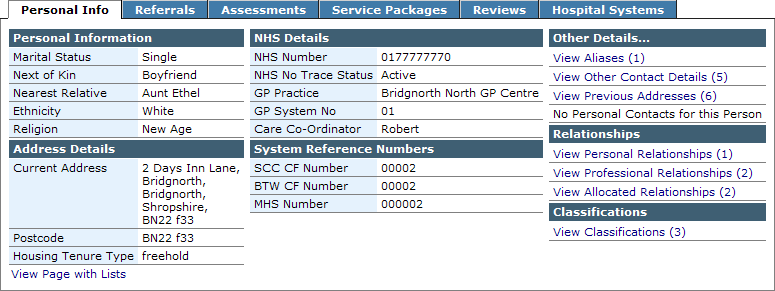 Personal Info Referrals Assessments Service Packages Reviews Hospital Systems
Personal Information
Marital Status Single
Next of Kin Boyfriend
Nearest Relative Aunt Ethel
Ethnicity White
Religion New Age
Address Details
Current Address 2 Days Inn Lane,
Bridgnorth,
Bridgnorth,
Shropshire,
BN22 f33
Postcode BN22 f33
Housing Tenure Type freehold
View Page with Lists
NHS Details
NHS Number 0177777770
NHS No Trace Status Active
GP Practice Bridgnorth North GP Centre
GP System No 01
Care Co-Ordinator Robert
System Reference Numbers
SCC CF Number 00002
BTW CF Number 00002
MHS Number 000002
Other Details...
View Aliases (1)
View Other Contact Details (5)
View Previous Addresses (6)
No Personal Contacts for this Person
Relationships
View Personal Relationships (1)
View Professional Relationships (2)
View Allocated Relationships (2)
Classifications
View Classifications (3)